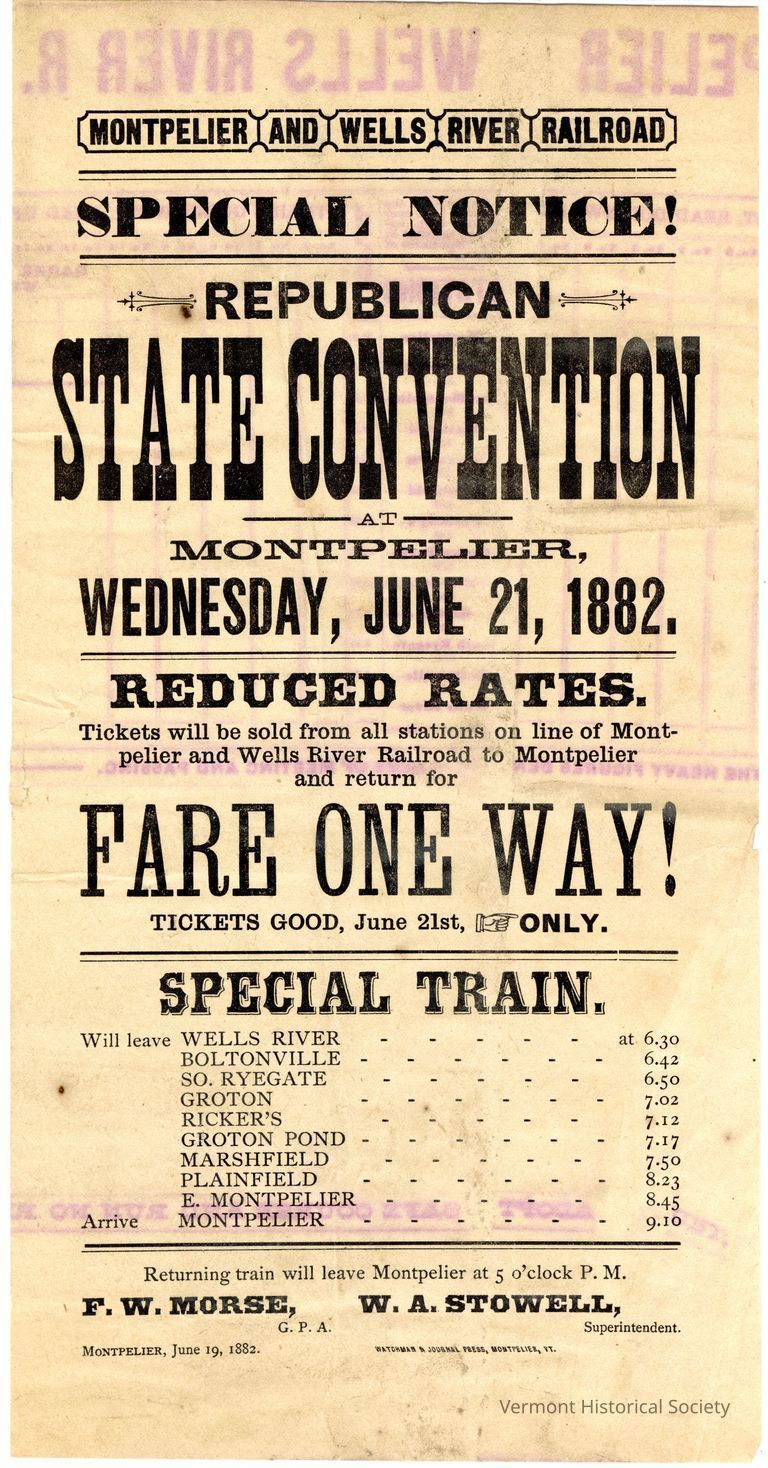 MONTPELIER AND WELLS RIVER RAILROAD
SPECIAL NOTICE!
REPUBLICAN
STATE CONVENTION
AT
MONTPELIER,
WEDNESDAY, JUNE 21, 1882.
REDUCED RATES.
Tickets will be sold from all stations on line of Mont-
pelier and Wells River Railroad to Montpelier
and return for
FARE ONE WAY!
TICKETS GOOD, June 21st, ☞ ONLY.
SPECIAL TRAIN.
Will leave WELLS RIVER - - - - - at 6.30
BOLTONVILLE - - - - - - 6.42
SO. RYEGATE - - - - - 6.50
GROTON - - - - - - 7.02
RICKER'S - - - - - 7.12
GROTON POND - - - - - - 7.17
MARSHFIELD - - - - - 7.50
PLAINFIELD - - - - - - 8.23
E. MONTPELIER - - - - - 8.45
Arrive MONTPELIER - - - - - - 9.10
Returning train will leave Montpelier at 5 o'clock P. M.
F. W. MORSE, W. A. STOWELL,
G. P. A. Superintendent.
MONTPELIER, June 19, 1882. WATCHMAN & JOURNAL PRESS, MONTPELIER, VT.
Vermont Historical Society